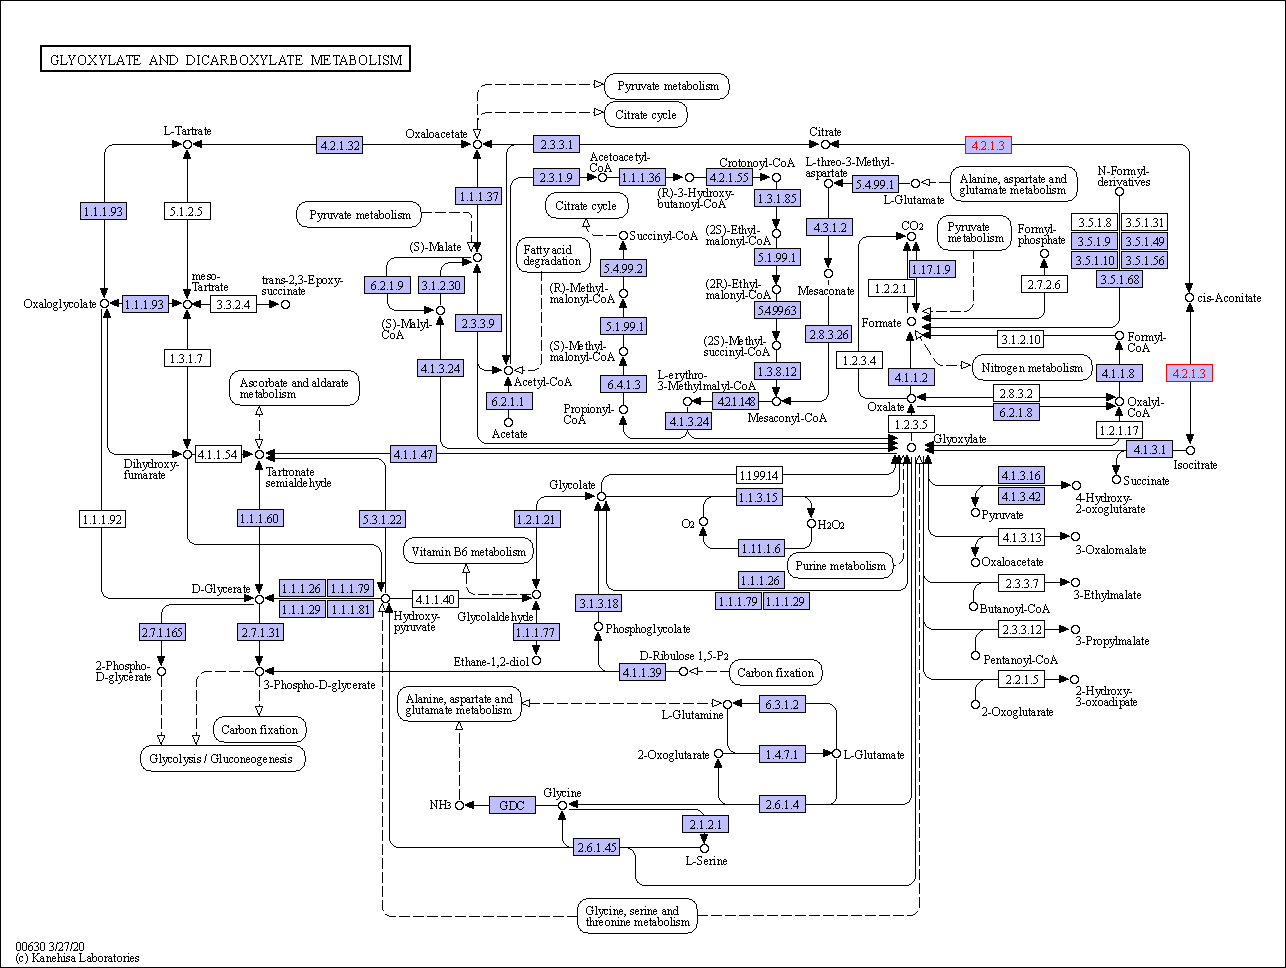 GLYOXYLATE AND DICARBOXYLATE METABOLISM
Pyruvate metabolism
Citrate cycle
L-Tartrate
4.2.1.32
Oxaloacetate
2.3.3.1
Citrate
4.2.1.3
Acetoacetyl-
CoA
2.3.1.9
1.1.1.36
(R)-3-Hydroxy-
butanoyl-CoA
4.2.1.55
Crotonoyl-CoA
1.3.1.85
L-threo-3-Methyl-
aspartate
5.4.99.1
L-Glutamate
Alanine, aspartate and
glutamate metabolism
N-Formyl-
derivatives
1.1.1.93
5.1.2.5
1.1.1.37
Pyruvate metabolism
Citrate cycle
Succinyl-CoA
(2S)-Ethyl-
malonyl-CoA
4.3.1.2
CO2
Pyruvate
metabolism
Formyl-
phosphate
3.5.1.8
3.5.1.31
3.5.1.9
3.5.1.49
3.5.1.10
3.5.1.56
3.5.1.68
(S)-Malate
Fatty acid
degradation
5.4.99.2
5.1.99.1
1.17.1.9
1.2.2.1
2.7.2.6
Mesaconate
meso-
Tartrate
trans-2,3-Epoxy-
succinate
6.2.1.9
3.1.2.30
(R)-Methyl-
malonyl-CoA
(2R)-Ethyl-
malonyl-CoA
cis-Aconitate
Oxaloglycolate
1.1.1.93
3.3.2.4
(S)-Malyl-
CoA
2.3.3.9
5.1.99.1
5.4.99.63
2.8.3.26
Formate
3.1.2.10
Formyl-
CoA
1.3.1.7
4.1.3.24
(S)-Methyl-
malonyl-CoA
(2S)-Methyl-
succinyl-CoA
1.2.3.4
Nitrogen metabolism
4.2.1.3
Ascorbate and aldarate
metabolism
Acetyl-CoA
6.4.1.3
L-erythro-
3-Methylmalyl-CoA
1.3.8.12
4.1.1.2
4.1.1.8
6.2.1.1
4.2.1.148
Mesaconyl-CoA
2.8.3.2
6.2.1.8
Oxalate
Oxalyl-
CoA
Acetate
Propionyl-
CoA
4.1.3.24
1.2.3.5
1.2.1.17
Glyoxylate
Dihydroxy-
fumarate
4.1.1.54
Tartronate
semialdehyde
4.1.1.47
4.1.3.1
Isocitrate
Succinate
1.1.1.92
1.1.1.60
5.3.1.22
1.2.1.21
Glycolate
1.1.99.14
1.1.3.15
O2
H2O2
1.11.1.6
4.1.3.16
4.1.3.42
4-Hydroxy-
2-oxoglutarate
Pyruvate
4.1.3.13
3-Oxalomalate
Oxaloacetate
Vitamin B6 metabolism
Purine metabolism
D-Glycerate
1.1.1.26
1.1.1.79
1.1.1.29
1.1.1.81
Hydroxy-
pyruvate
4.1.1.40
Glycolaldehyde
3.1.3.18
1.1.1.26
1.1.1.79
1.1.1.29
2.3.3.7
3-Ethylmalate
Butanoyl-CoA
2.7.1.165
2.7.1.31
1.1.1.77
Phosphoglycolate
2.3.3.12
3-Propylmalate
Pentanoyl-CoA
2-Phospho-
D-glycerate
Ethane-1,2-diol
4.1.1.39
D-Ribulose 1,5-P2
Carbon fixation
2.2.1.5
2-Hydroxy-
3-oxoadipate
2-Oxoglutarate
3-Phospho-D-glycerate
Carbon fixation
Glycolysis / Gluconeogenesis
Alanine, aspartate and
glutamate metabolism
L-Glutamine
6.3.1.2
2-Oxoglutarate
1.4.7.1
L-Glutamate
NH3
GDC
Glycine
2.6.1.4
2.1.2.1
2.6.1.45
L-Serine
Glycine, serine and
threonine metabolism
00630 3/27/20
(c) Kanehisa Laboratories